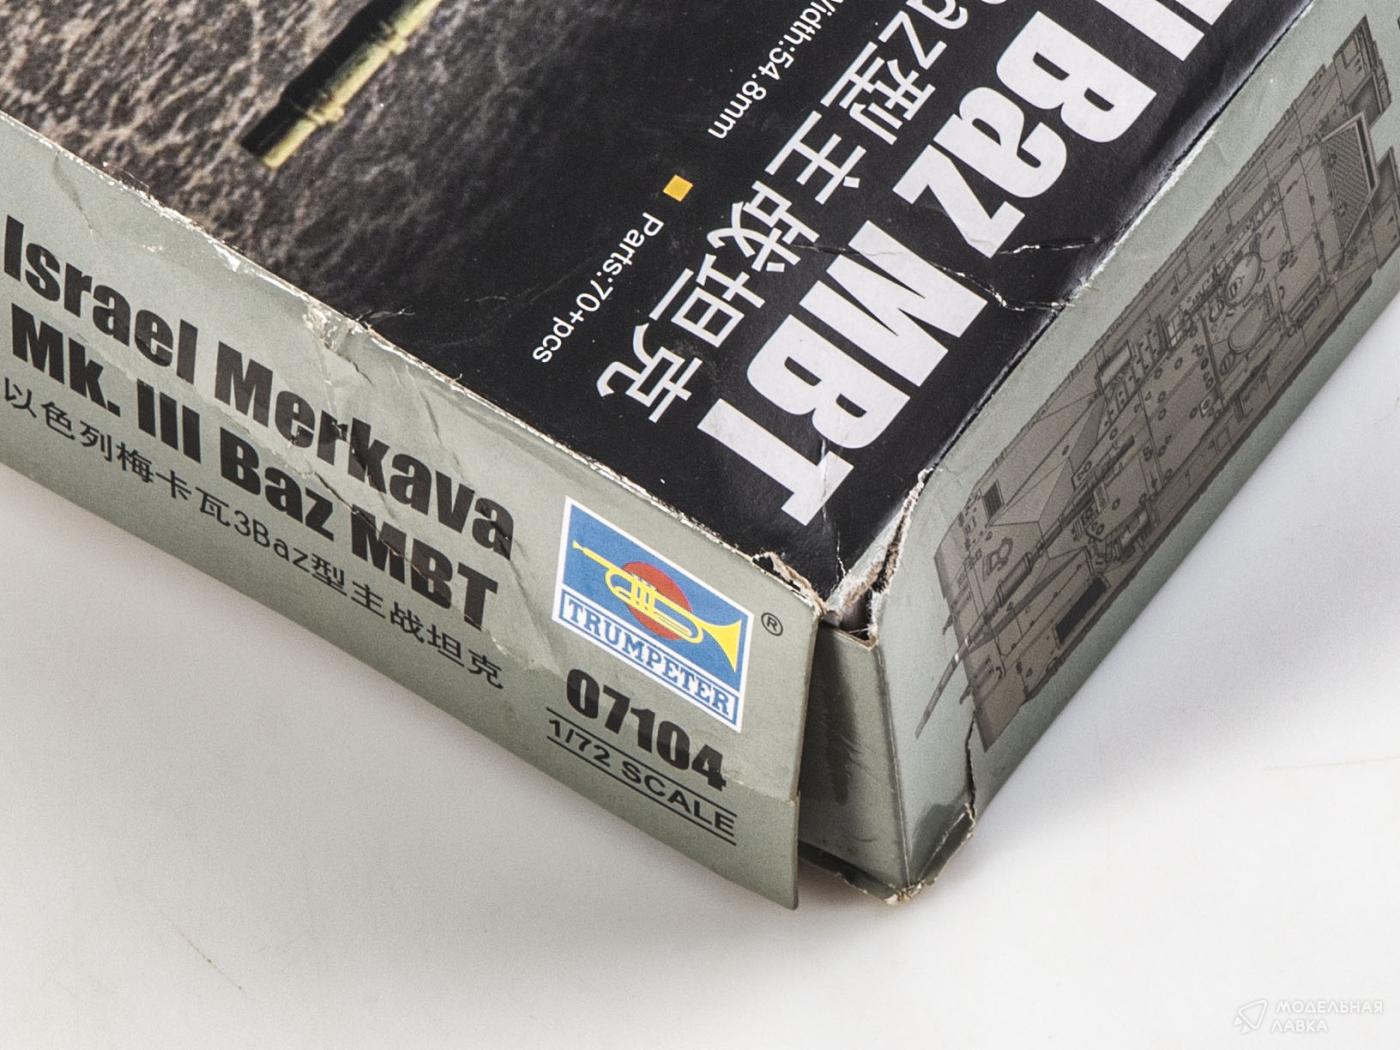 Israel Merkava
Mk. III Baz MBT
以色列梅卡瓦3Baz型主战坦克
TRUMPETER
®
07104
1/72 SCALE
Baz MBT
az型主战坦克
Width:54.8mm
Parts:70+pcs
МОДЕЛЬНАЯ
ЛАВКА